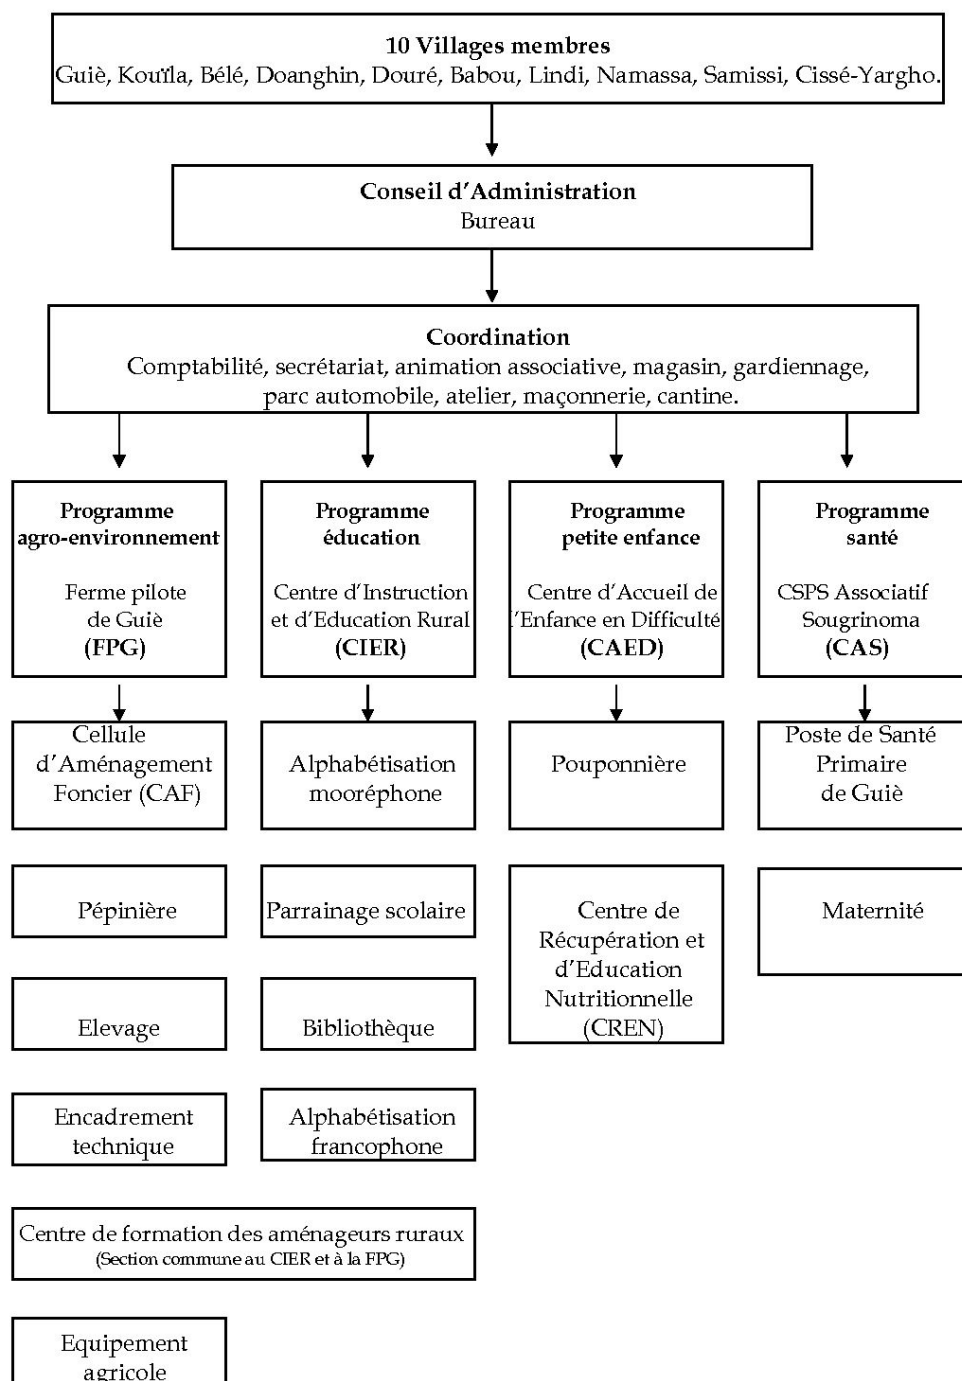 10 Villages membres
Guiè, Kouïla, Bélé, Doanghin, Douré, Babou, Lindi, Namassa, Samissi, Cissé-Yargho.
Conseil d'Administration
Bureau
Coordination
Comptabilité, secrétariat, animation associative, magasin, gardiennage,
parc automobile, atelier, maçonnerie, cantine.
Programme
agro-environnement
Ferme pilote
de Guiè
(FPG)
Programme
éducation
Centre d'Instruction
et d'Education Rural
(CIER)
Programme
petite enfance
Centre d'Accueil de
l'Enfance en Difficulté
(CAED)
Programme
santé
CSPS Associatif
Sougrinoma
(CAS)
Cellule
d'Aménagement
Foncier (CAF)
Alphabétisation
mooréphone
Pouponnière
Poste de Santé
Primaire
de Guiè
Pépinière
Parrainage scolaire
Centre de
Récupération et
d'Education
Nutritionnelle
(CREN)
Maternité
Elevage
Bibliothèque
Encadrement
technique
Alphabétisation
francophone
Centre de formation des aménageurs ruraux
(Section commune au CIER et à la FPG)
Equipement
agricole